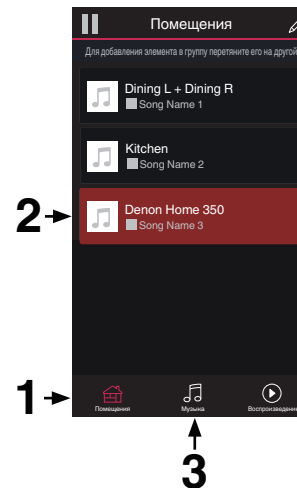 Помещения
Для добавления элемента в группу перетяните его на другой
Dining L + Dining R
Song Name 1
Kitchen
Song Name 2
2
Denon Home 350
Song Name 3
1
Помещения
Музыка
Воспроизведени
3